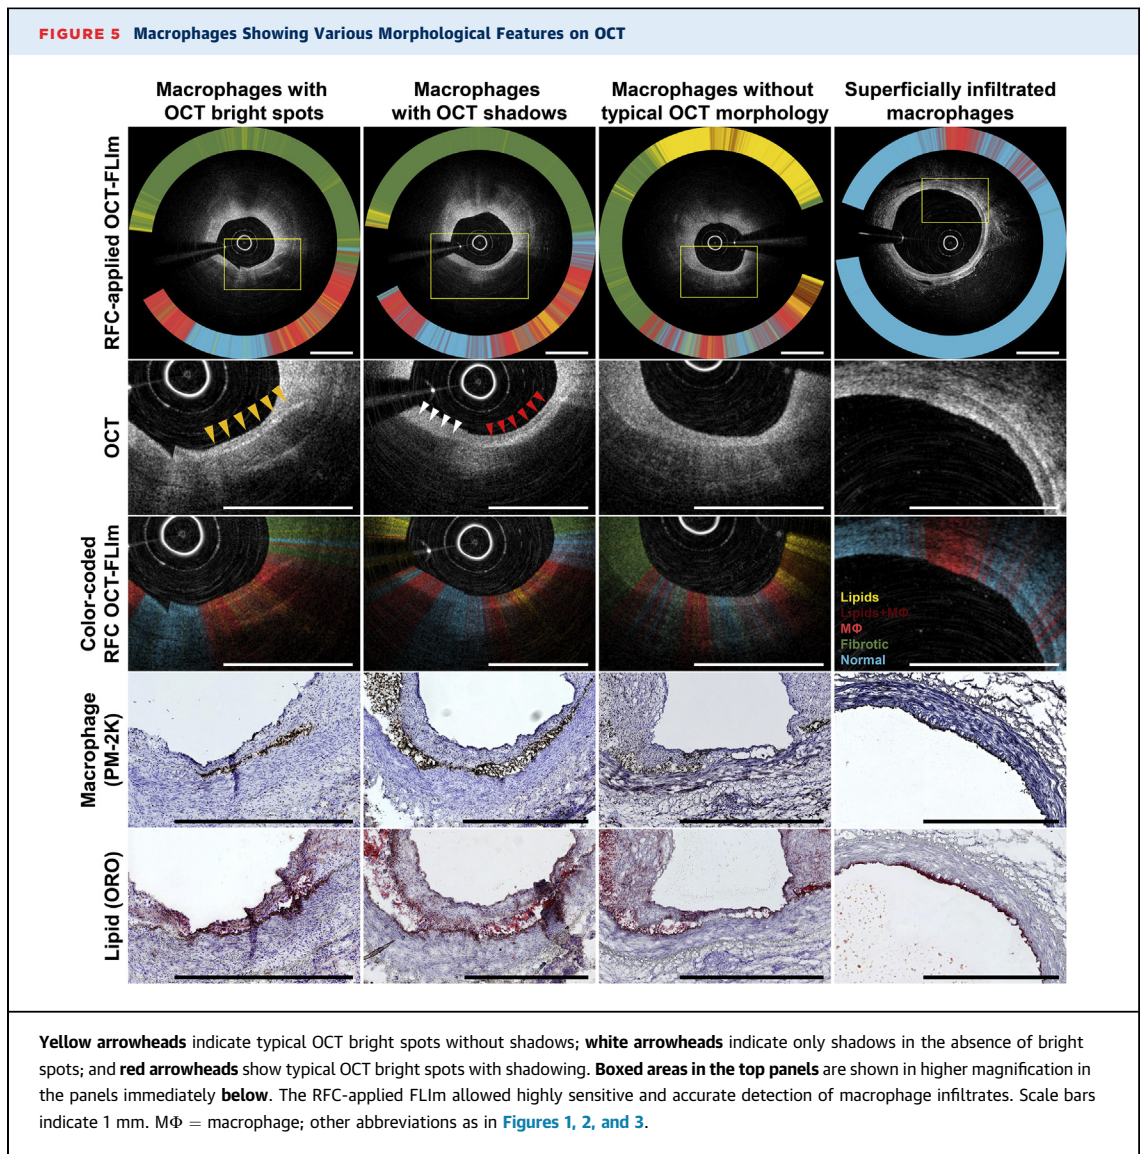 FIGURE 5 Macrophages Showing Various Morphological Features on OCT
Macrophages with
OCT bright spots
Macrophages
with OCT shadows
Macrophages without
typical OCT morphology
Superficially infiltrated
macrophages
RFC-applied OCT-FLIm
OCT
Color-coded
RFC OCT-FLIm
Lipids
Lipids+MΦ
MΦ
Fibrotic
Normal
Macrophage
(PM-2K)
Lipid (ORO)
Yellow arrowheads indicate typical OCT bright spots without shadows; white arrowheads indicate only shadows in the absence of bright
spots; and red arrowheads show typical OCT bright spots with shadowing. Boxed areas in the top panels are shown in higher magnification in
the panels immediately below. The RFC-applied FLIm allowed highly sensitive and accurate detection of macrophage infiltrates. Scale bars
indicate 1 mm. MΦ = macrophage; other abbreviations as in Figures 1, 2, and 3.